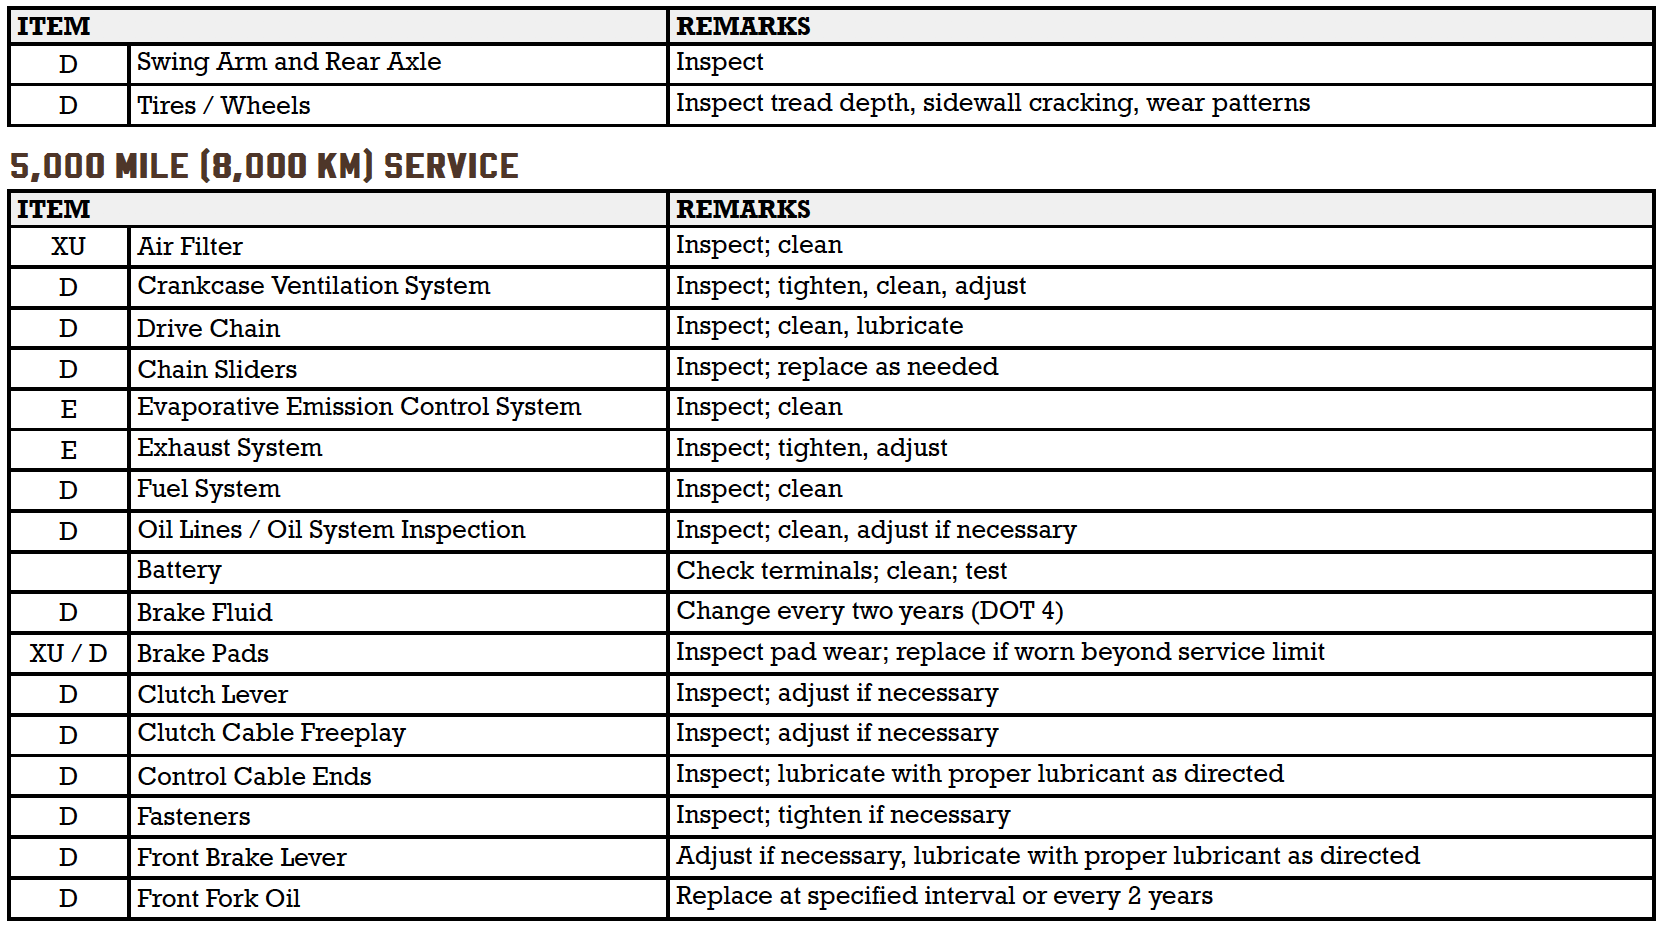 ITEM REMARKS
D Swing Arm and Rear Axle Inspect
D Tires / Wheels Inspect tread depth, sidewall cracking, wear patterns
5,000 MILE (8,000 KM) SERVICE
ITEM REMARKS
XU Air Filter Inspect; clean
D Crankcase Ventilation System Inspect; tighten, clean, adjust
D Drive Chain Inspect; clean, lubricate
D Chain Sliders Inspect; replace as needed
E Evaporative Emission Control System Inspect; clean
E Exhaust System Inspect; tighten, adjust
D Fuel System Inspect; clean
D Oil Lines / Oil System Inspection Inspect; clean, adjust if necessary
Battery Check terminals; clean; test
D Brake Fluid Change every two years (DOT 4)
XU / D Brake Pads Inspect pad wear; replace if worn beyond service limit
D Clutch Lever Inspect; adjust if necessary
D Clutch Cable Freeplay Inspect; adjust if necessary
D Control Cable Ends Inspect; lubricate with proper lubricant as directed
D Fasteners Inspect; tighten if necessary
D Front Brake Lever Adjust if necessary, lubricate with proper lubricant as directed
D Front Fork Oil Replace at specified interval or every 2 years